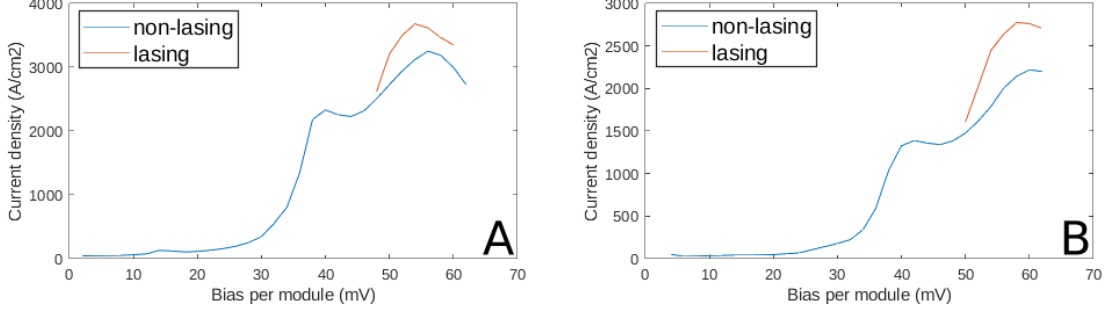 4000
3000
2000
1000
0
0 10 20 30 40 50 60 70
Current density (A/cm2)
Bias per module (mV)
non-lasing
lasing
A
3000
2500
2000
1500
1000
500
0
0 10 20 30 40 50 60 70
Current density (A/cm2)
Bias per module (mV)
non-lasing
lasing
B